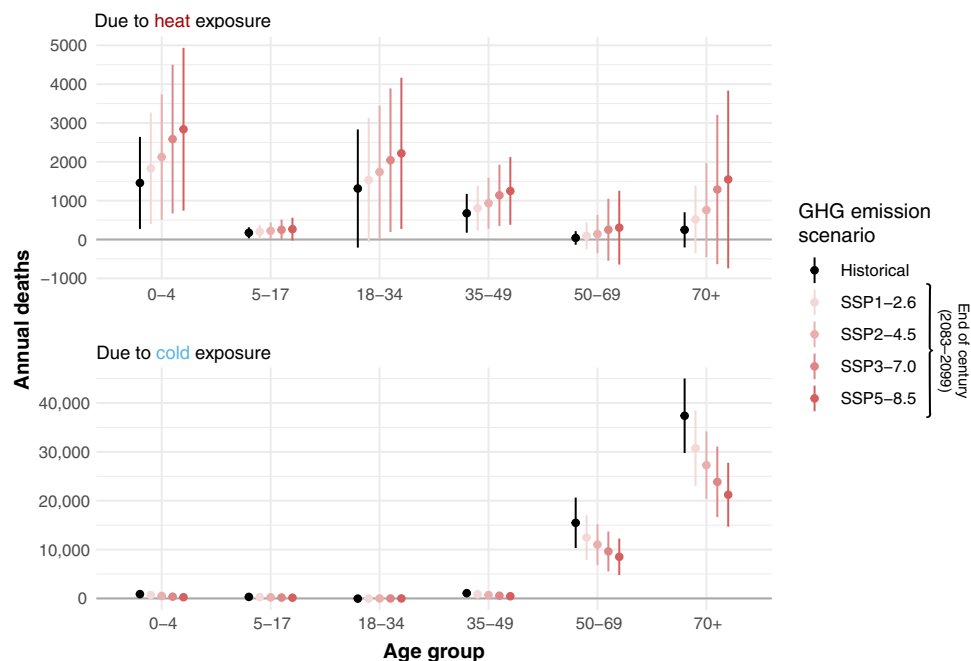 Due to heat exposure
5000
4000
3000
2000
1000
0
−1000
0−4 5−17 18−34 35−49 50−69 70+
Annual deaths
Due to cold exposure
40,000
30,000
20,000
10,000
0
0−4 5−17 18−34 35−49 50−69 70+
Age group
GHG emission
scenario
Historical
SSP1−2.6
SSP2−4.5
SSP3−7.0
SSP5−8.5
End of century
(2083−2099)